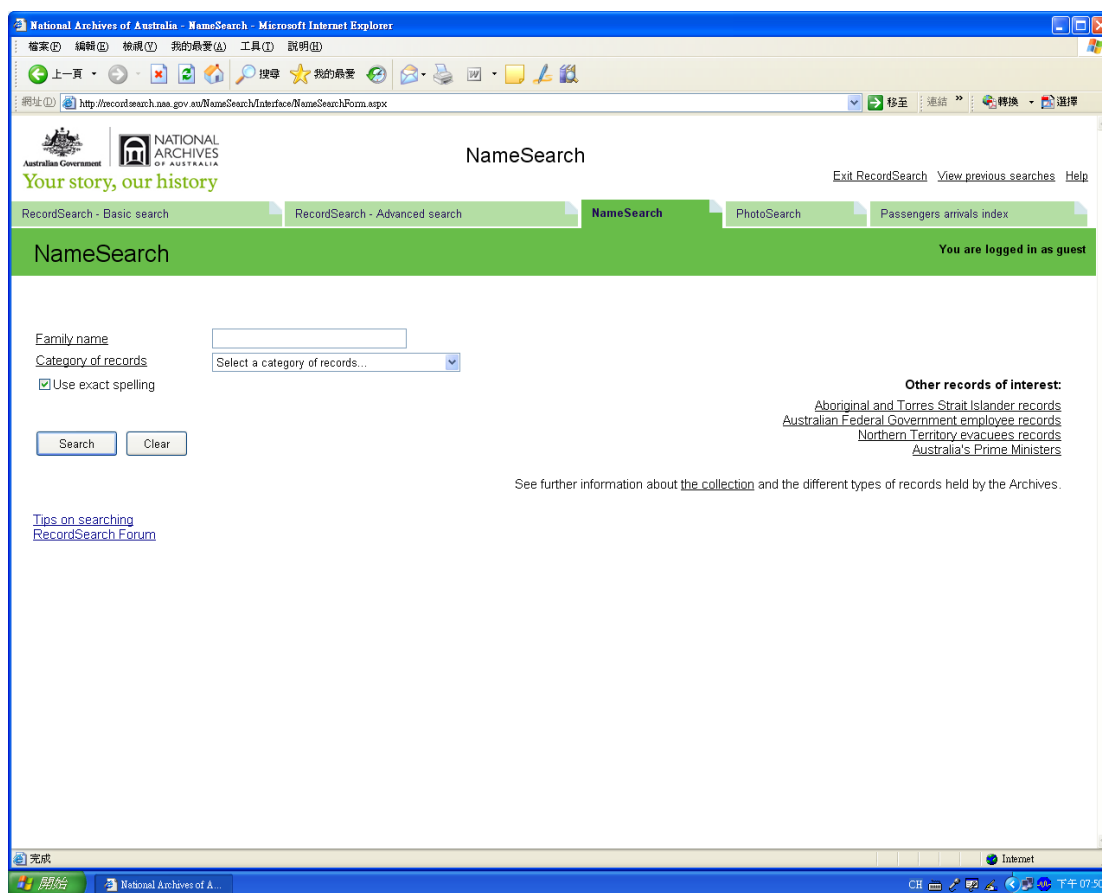 National Archives of Australia - NameSearch - Microsoft Internet Explorer
檔案(F) 編輯(E) 檢視(V) 我的最愛(A) 工具(T) 說明(H)
上一頁 搜尋 我的最愛
網址(D) http://recordsearch.naa.gov.au/NameSearch/Interface/NameSearchForm.aspx 移至 連結 » 轉換 選擇
Australian Government
NATIONAL
ARCHIVES
OF AUSTRALIA
Your story, our history
NameSearch
Exit RecordSearch View previous searches Help
RecordSearch - Basic search RecordSearch - Advanced search NameSearch PhotoSearch Passengers arrivals index
NameSearch You are logged in as guest
Family name
Category of records Select a category of records...
Use exact spelling
Other records of interest:
Aboriginal and Torres Strait Islander records
Australian Federal Government employee records
Northern Territory evacuees records
Australia's Prime Ministers
Search Clear
See further information about the collection and the different types of records held by the Archives.
Tips on searching
RecordSearch Forum
完成 Internet
開始 National Archives of A... CH 下午 07:50